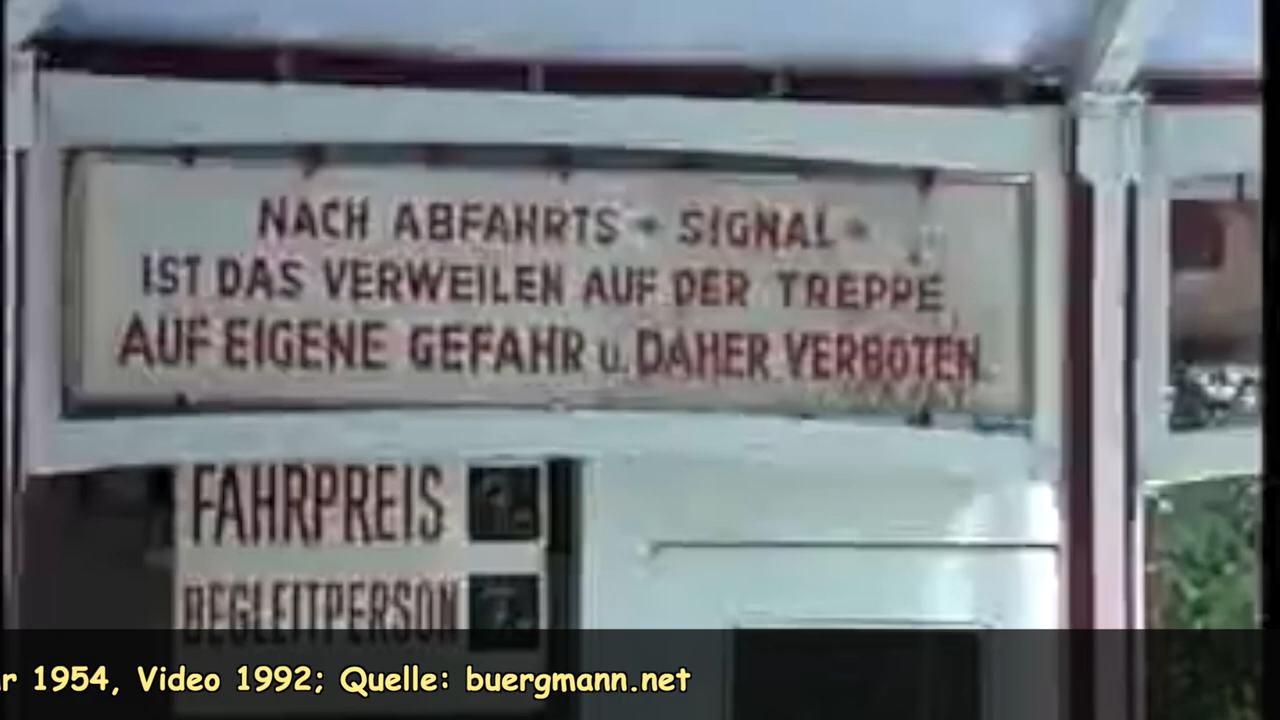 NACH ABFAHRTS - SIGNAL -
IST DAS VERWEILEN AUF DER TREPPE
AUF EIGENE GEFAHR u. DAHER VERBOTEN.
FAHRPREIS
BEGLEITPERSON
1954, Video 1992; Quelle: buergmann.net